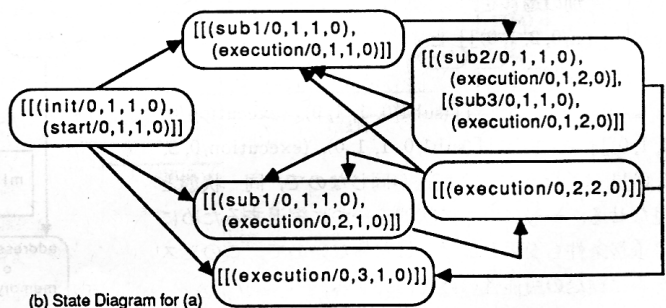 [[(sub1/0,1,1,0),
(execution/0,1,1,0)]]
[[(sub2/0,1,1,0),
(execution/0,1,2,0)],
[(sub3/0,1,1,0),
(execution/0,1,2,0)]]
[[(init/0,1,1,0),
(start/0,1,1,0)]]
[[(execution/0,2,2,0)]]
[[(sub1/0,1,1,0),
(execution/0,2,1,0)]]
[[(execution/0,3,1,0)]]
(b) State Diagram for (a)